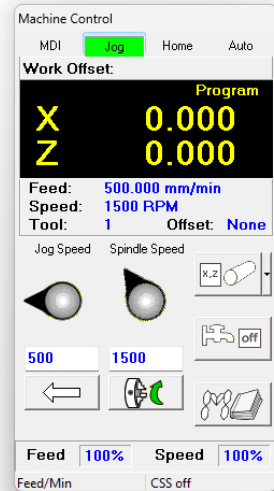 Machine Control
MDI Jog Home Auto
Work Offset:
Program
X 0.000
Z 0.000
Feed: 500.000 mm/min
Speed: 1500 RPM
Tool: 1 Offset: None
Jog Speed Spindle Speed
x,z
off
500 1500
Feed 100% Speed 100%
Feed/Min CSS off